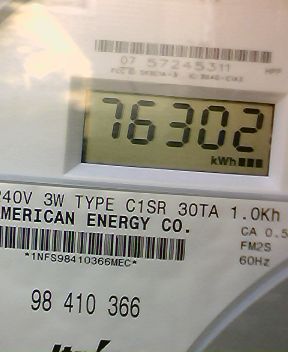 07 57245311
76302
kWh
240V 3W TYPE C1SR 30TA 1.0Kh
AMERICAN ENERGY CO.
CA 0.5
FM2S
60Hz
*1NFS98410366MEC*
98 410 366